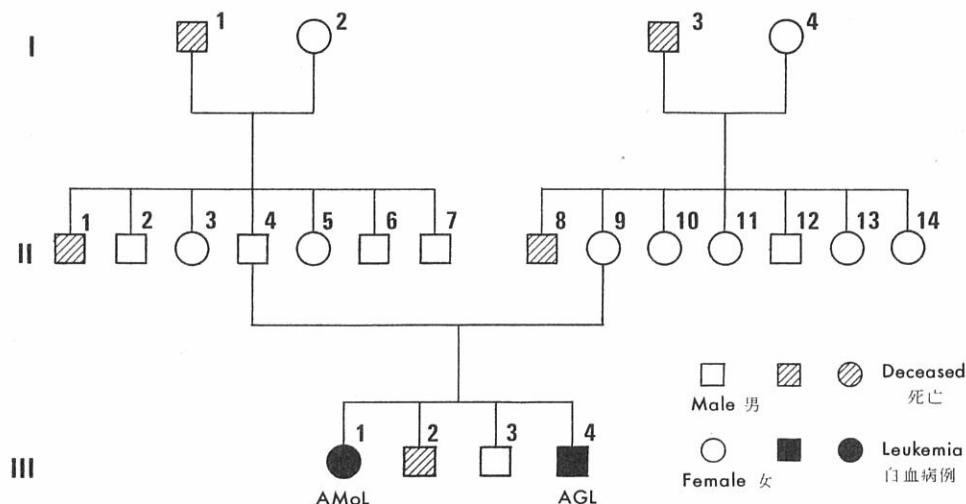 I
1 2 3 4
II
1 2 3 4 5 6 7 8 9 10 11 12 13 14
III
1 2 3 4
AMoL AGL
Male 男
Deceased
死亡
Female 女
Leukemia
白血病例